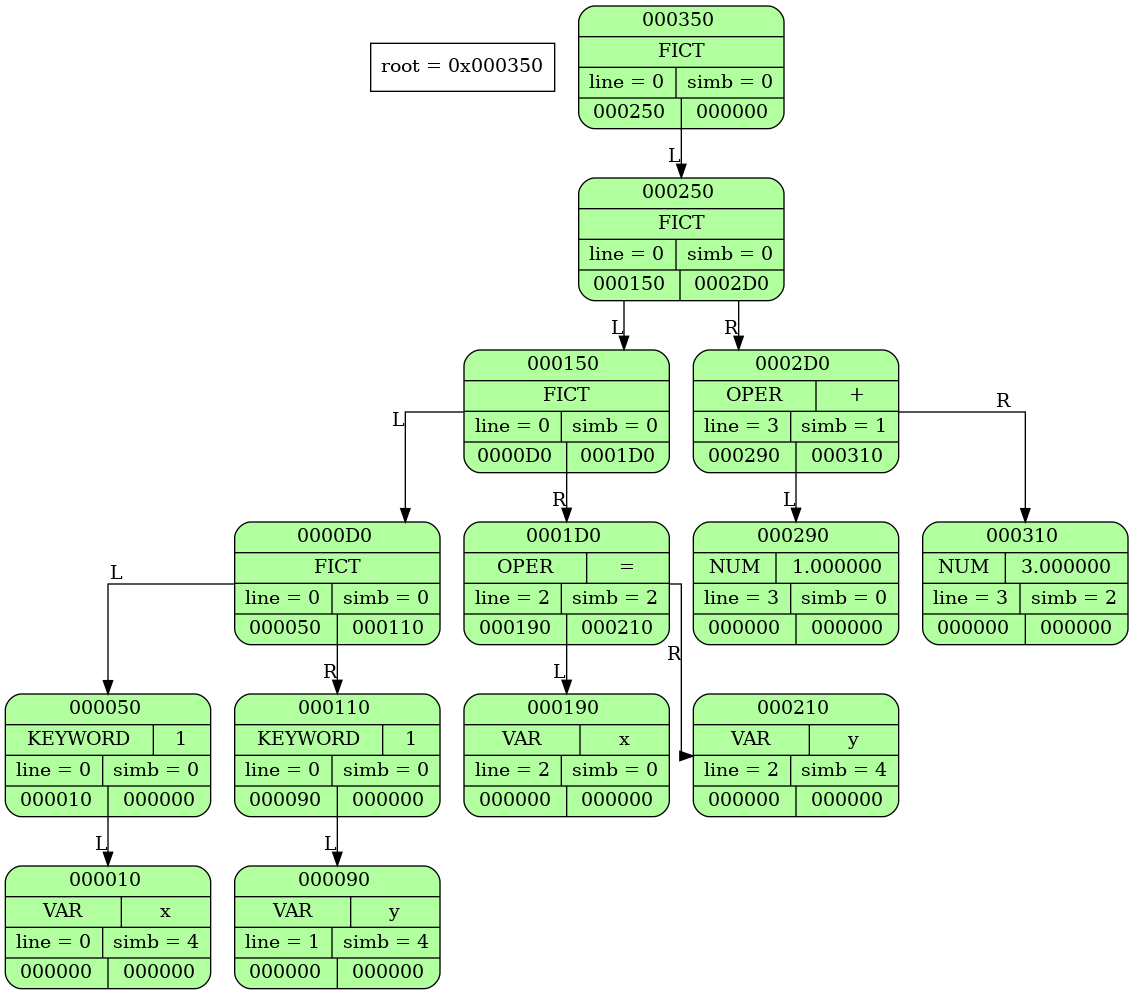 000350
FICT
root = 0x000350
line = 0 simb = 0
000250 000000
L
000250
FICT
line = 0 simb = 0
000150 0002D0
L R
000150 0002D0
FICT OPER +
L R
line = 0 simb = 0 line = 3 simb = 1
0000D0 0001D0 000290 000310
R L
0000D0 0001D0 000290 000310
FICT OPER = NUM 1.000000 NUM 3.000000
L
line = 0 simb = 0 line = 2 simb = 2 line = 3 simb = 0 line = 3 simb = 2
000050 000110 000190 000210 000000 000000 000000 000000
R L R
000050 000110 000190 000210
KEYWORD 1 KEYWORD 1 VAR x VAR y
line = 0 simb = 0 line = 0 simb = 0 line = 2 simb = 0 line = 2 simb = 4
000010 000000 000090 000000 000000 000000 000000 000000
L L
000010 000090
VAR x VAR y
line = 0 simb = 4 line = 1 simb = 4
000000 000000 000000 000000